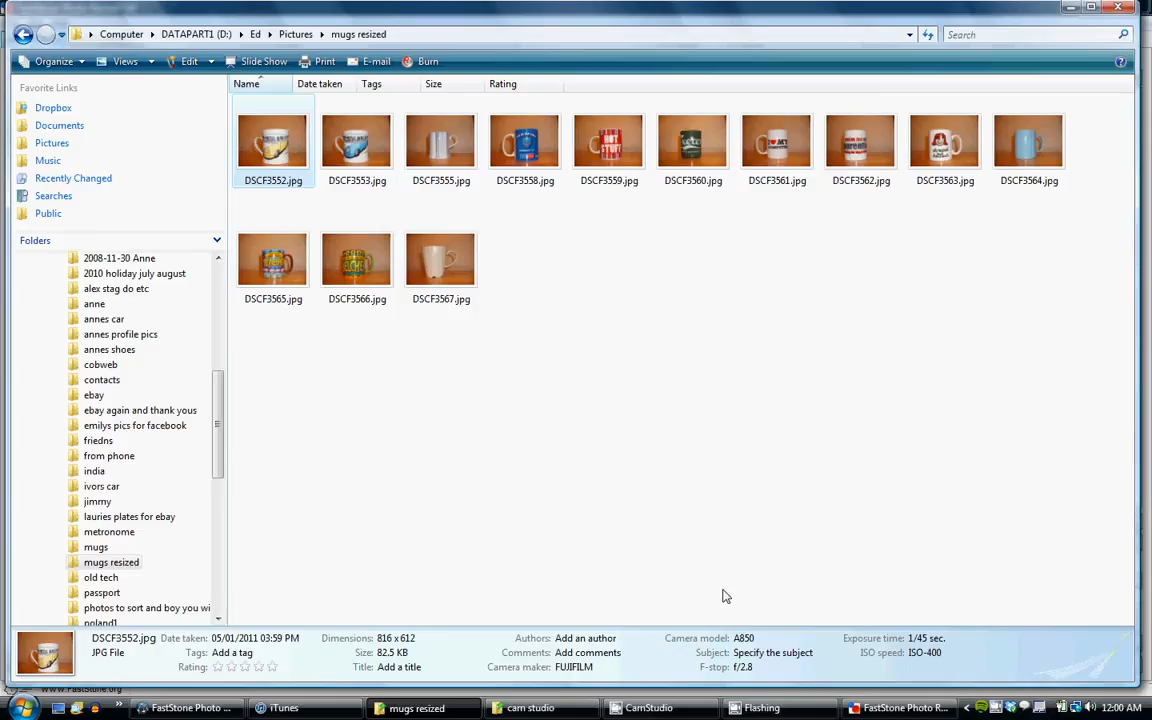 Computer ▸ DATAPART1 (D:) ▸ Ed ▸ Pictures ▸ mugs resized
Search
Organize Views Edit Slide Show Print E-mail Burn
Favorite Links
Dropbox
Documents
Pictures
Music
Recently Changed
Searches
Public
Folders
2008-11-30 Anne
2010 holiday july august
alex stag do etc
anne
annes car
annes profile pics
annes shoes
cobweb
contacts
ebay
ebay again and thank yous
emilys pics for facebook
friedns
from phone
india
ivors car
jimmy
lauries plates for ebay
metronome
mugs
mugs resized
old tech
passport
photos to sort and boy you wi
poland1
Name Date taken Tags Size Rating
HOT STUFF
I ♥ MY
DSCF3552.jpg DSCF3553.jpg DSCF3555.jpg DSCF3558.jpg DSCF3559.jpg DSCF3560.jpg DSCF3561.jpg DSCF3562.jpg DSCF3563.jpg DSCF3564.jpg
DSCF3565.jpg DSCF3566.jpg DSCF3567.jpg
DSCF3552.jpg Date taken: 05/01/2011 03:59 PM Dimensions: 816 x 612 Authors: Add an author Camera model: A850 Exposure time: 1/45 sec.
JPG File Tags: Add a tag Size: 82.5 KB Comments: Add comments Subject: Specify the subject ISO speed: ISO-400
Rating: Title: Add a title Camera maker: FUJIFILM F-stop: f/2.8
www.FastStone.org
FastStone Photo ... iTunes mugs resized cam studio CamStudio Flashing FastStone Photo R... 12:00 AM